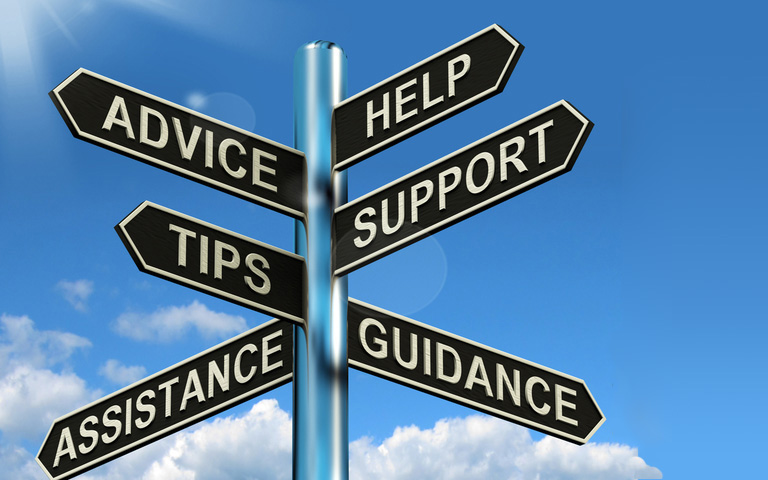 HELP
ADVICE
SUPPORT
TIPS
GUIDANCE
ASSISTANCE